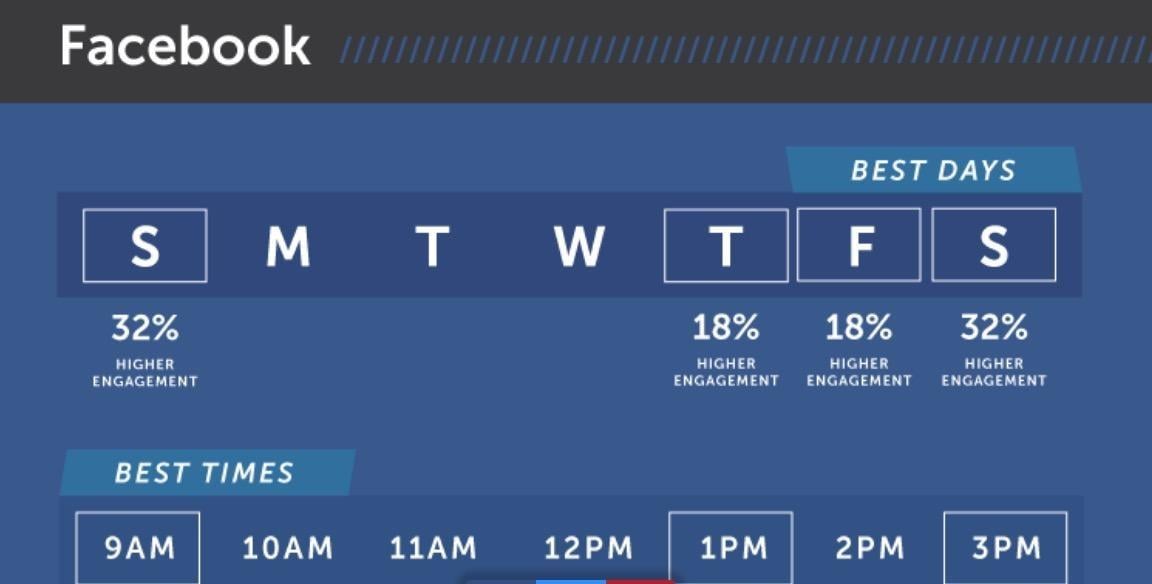 Facebook
BEST DAYS
S M T W T F S
32% 18% 18% 32%
HIGHER ENGAGEMENT HIGHER ENGAGEMENT HIGHER ENGAGEMENT HIGHER ENGAGEMENT
BEST TIMES
9AM 10AM 11AM 12PM 1PM 2PM 3PM